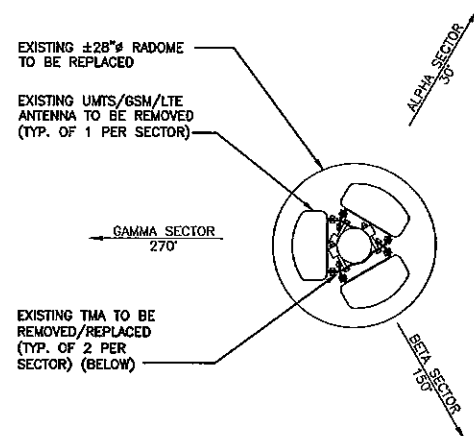 EXISTING ±28"ø RADOME
TO BE REPLACED
EXISTING UMTS/GSM/LTE
ANTENNA TO BE REMOVED
(TYP. OF 1 PER SECTOR)
ALPHA SECTOR
30°
GAMMA SECTOR
270°
EXISTING TMA TO BE
REMOVED/REPLACED
(TYP. OF 2 PER
SECTOR) (BELOW)
BETA SECTOR
150°